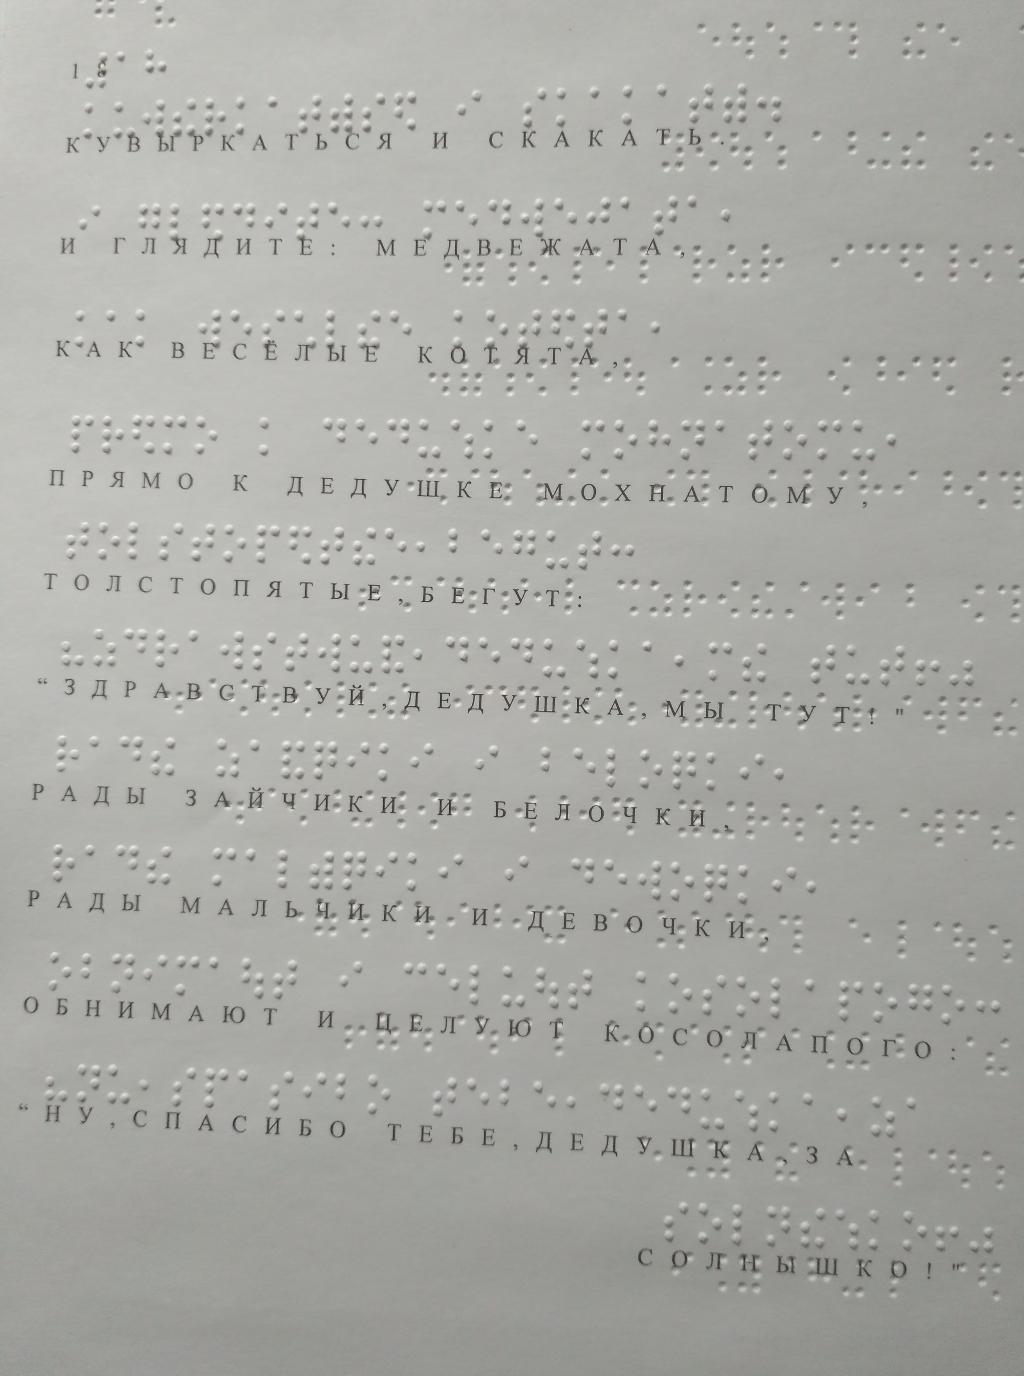 18
КУВЫРКАТЬСЯ И СКАКАТЬ.
И ГЛЯДИТЕ: МЕДВЕЖАТА,
КАК ВЕСЁЛЫЕ КОТЯТА,
ПРЯМО К ДЕДУШКЕ МОХНАТОМУ,
ТОЛСТОПЯТЫЕ, БЕГУТ:
“ЗДРАВСТВУЙ, ДЕДУШКА, МЫ ТУТ!"
РАДЫ ЗАЙЧИКИ И БЕЛОЧКИ,
РАДЫ МАЛЬЧИКИ И ДЕВОЧКИ,
ОБНИМАЮТ И ЦЕЛУЮТ КОСОЛАПОГО:
“НУ, СПАСИБО ТЕБЕ, ДЕДУШКА, ЗА
СОЛНЫШКО!"